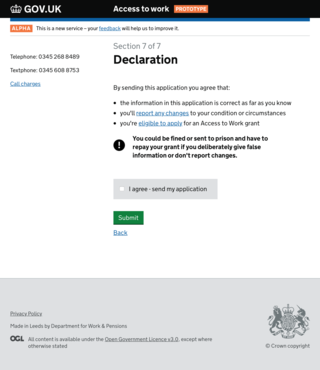 GOV.UK
Access to work PROTOTYPE
ALPHA This is a new service – your feedback will help us to improve it.
Telephone: 0345 268 8489
Textphone: 0345 608 8753
Call charges
Section 7 of 7
Declaration
By sending this application you agree that:
• the information in this application is correct as far as you know
• you'll report any changes to your condition or circumstances
• you're eligible to apply for an Access to Work grant
! You could be fined or sent to prison and have to
repay your grant if you deliberately give false
information or don't report changes.
I agree - send my application
Submit
Back
Privacy Policy
Made in Leeds by Department for Work & Pensions
OGL All content is available under the Open Government Licence v3.0, except where
otherwise stated
© Crown copyright